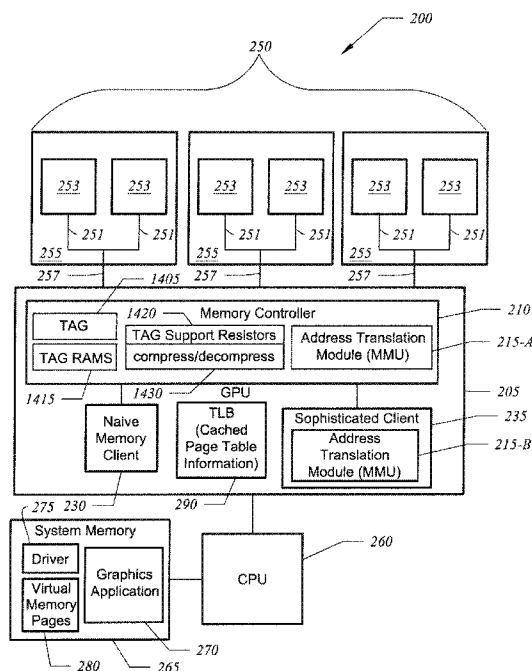 200
250
253 253 253 253 253 253
251 251 251 251 251 251
255 255 255
257 257 257
1405
1420
Memory Controller
210
TAG
TAG Support Resistors
Address Translation
Module (MMU)
215-A
TAG RAMS
compress/decompress
1415
1430
GPU
205
Naive
Memory
Client
TLB
(Cached
Page Table
Information)
Sophisticated Client
235
Address
Translation
Module (MMU)
215-B
230
290
275
System Memory
260
Driver
Graphics
Application
CPU
Virtual
Memory
Pages
270
280
265